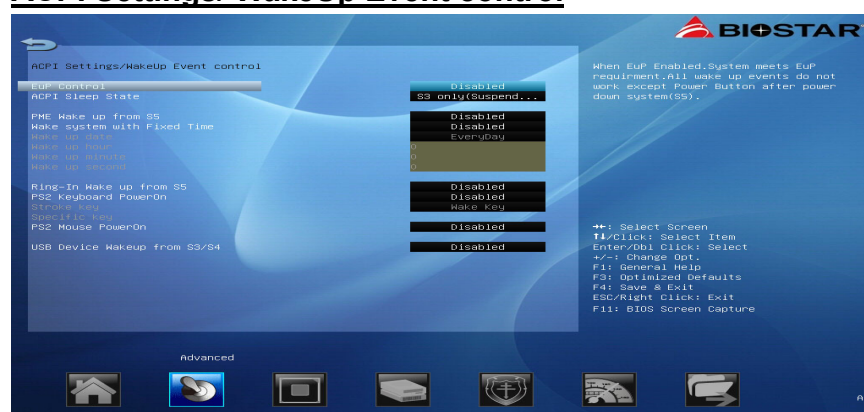 ACPI Settings/ WakeUp Event control
BIOSTAR
ACPI Settings/WakeUp Event control
EuP Control Disabled
ACPI Sleep State S3 only(Suspend...
PME Wake up from S5 Disabled
Wake system with Fixed Time Disabled
Wake up date EveryDay
Wake up hour 0
Wake up minute 0
Wake up second 0
Ring-In Wake up from S5 Disabled
PS2 Keyboard PowerOn Disabled
Stroke Key Wake Key
Specific key
PS2 Mouse PowerOn Disabled
USB Device Wakeup from S3/S4 Disabled
When EuP Enabled.System meets EuP
requirment.All wake up events do not
work except Power Button after power
down system(S5).
→←: Select Screen
↑↓/Click: Select Item
Enter/Dbl Click: Select
+/-: Change Opt.
F1: General Help
F3: Optimized Defaults
F4: Save & Exit
ESC/Right Click: Exit
F11: BIOS Screen Capture
Advanced
A